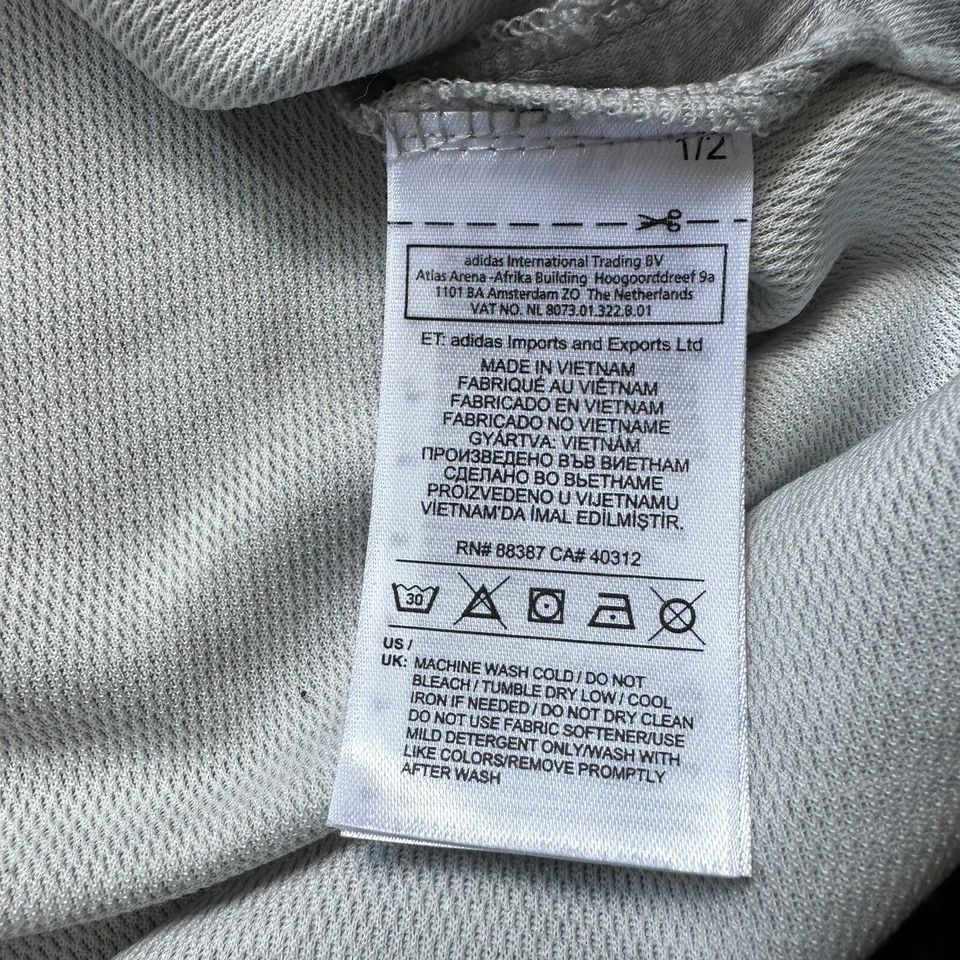 1/2
adidas International Trading BV
Atlas Arena -Afrika Building Hoogoorddreef 9a
1101 BA Amsterdam ZO The Netherlands
VAT NO. NL 8073.01.322.B.01
ET: adidas Imports and Exports Ltd
MADE IN VIETNAM
FABRIQUÉ AU VIÊTNAM
FABRICADO EN VIETNAM
FABRICADO NO VIETNAME
GYÁRTVA: VIETNÁM
ПРОИЗВЕДЕНО ВЪВ ВИЕТНАМ
СДЕЛАНО ВО ВЬЕТНАМЕ
PROIZVEDENO U VIJETNAMU
VİETNAM'DA İMAL EDİLMİŞTİR.
RN# 88387 CA# 40312
30
US /
UK: MACHINE WASH COLD / DO NOT
BLEACH / TUMBLE DRY LOW / COOL
IRON IF NEEDED / DO NOT DRY CLEAN
DO NOT USE FABRIC SOFTENER/USE
MILD DETERGENT ONLY/WASH WITH
LIKE COLORS/REMOVE PROMPTLY
AFTER WASH